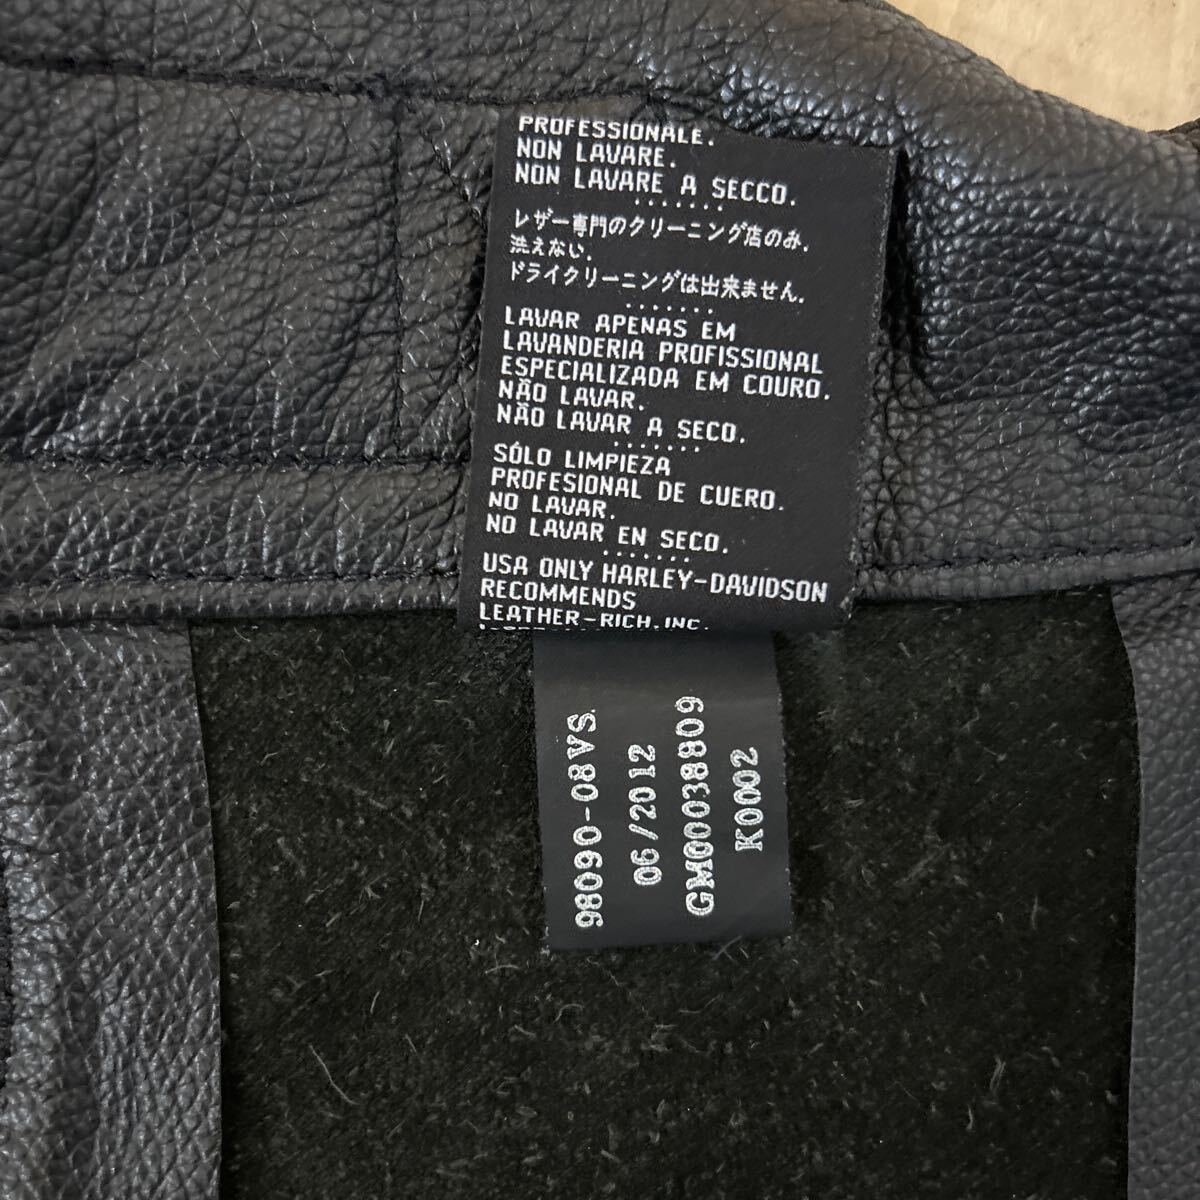 PROFESSIONALE.
NON LAVARE.
NON LAVARE A SECCO.
.......
レザー専門のクリーニング店のみ.
洗えない.
ドライクリーニングは出来ません.
.......
LAVAR APENAS EM
LAVANDERIA PROFISSIONAL
ESPECIALIZADA EM COURO.
NÃO LAVAR.
NÃO LAVAR A SECO.
.......
SÓLO LIMPIEZA
PROFESIONAL DE CUERO.
NO LAVAR.
NO LAVAR EN SECO.
.......
USA ONLY HARLEY-DAVIDSON
RECOMMENDS
LEATHER-RICH,INC.
98090-08VS.
06/2012
GM00038809
K0002